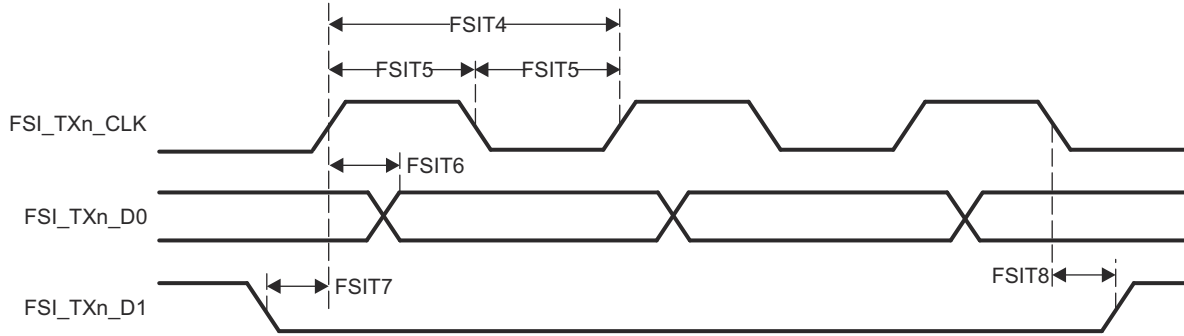 FSIT4
FSIT5
FSIT5
FSI_TXn_CLK
FSIT6
FSI_TXn_D0
FSIT7
FSIT8
FSI_TXn_D1